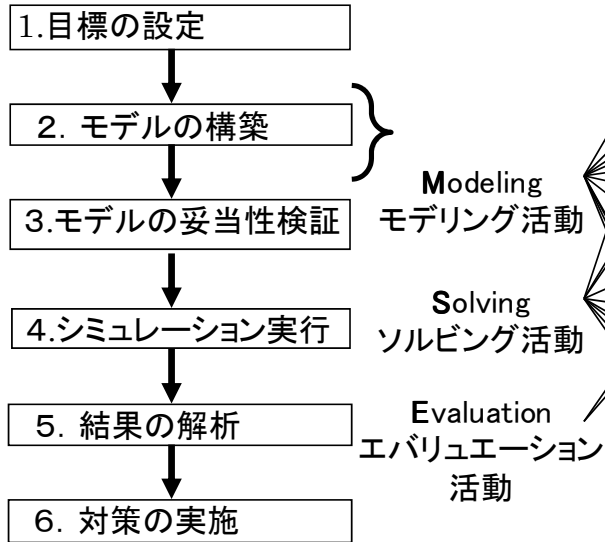 1.目標の設定
２．モデルの構築
３.モデルの妥当性検証
４.シミュレーション実行
５．結果の解析
６．対策の実施
Modeling
モデリング活動
Solving
ソルビング活動
Evaluation
エバリュエーション
活動